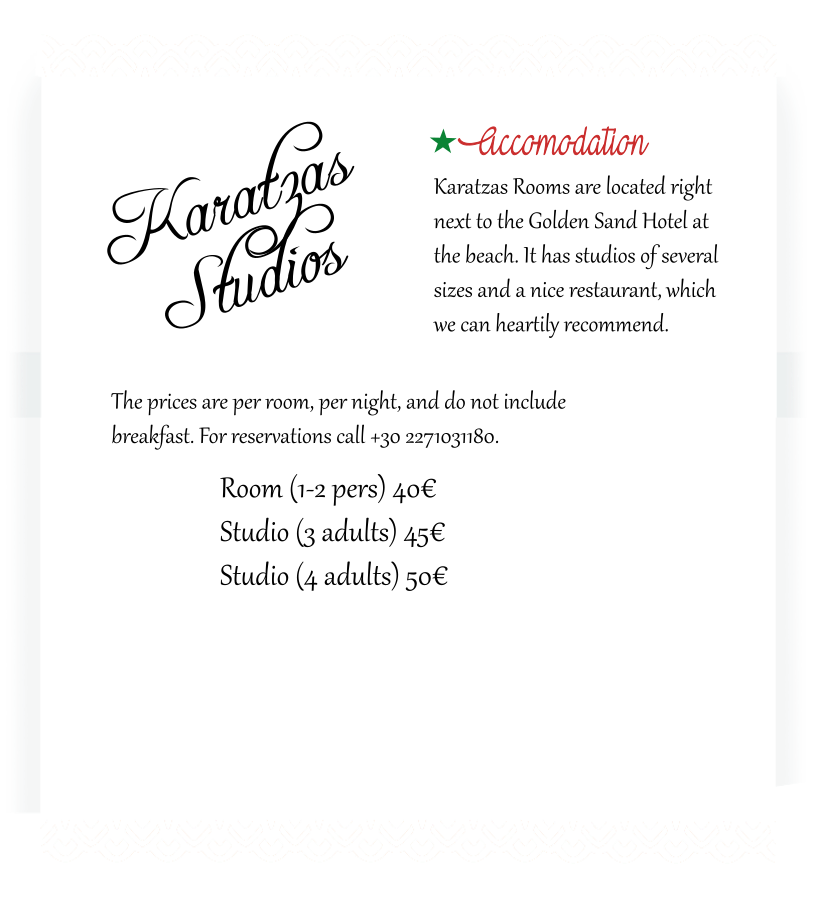 Karatzas
Studios
Accomodation
Karatzas Rooms are located right
next to the Golden Sand Hotel at
the beach. It has studios of several
sizes and a nice restaurant, which
we can heartily recommend.
The prices are per room, per night, and do not include
breakfast. For reservations call +30 2271031180.
Room (1-2 pers) 40€
Studio (3 adults) 45€
Studio (4 adults) 50€